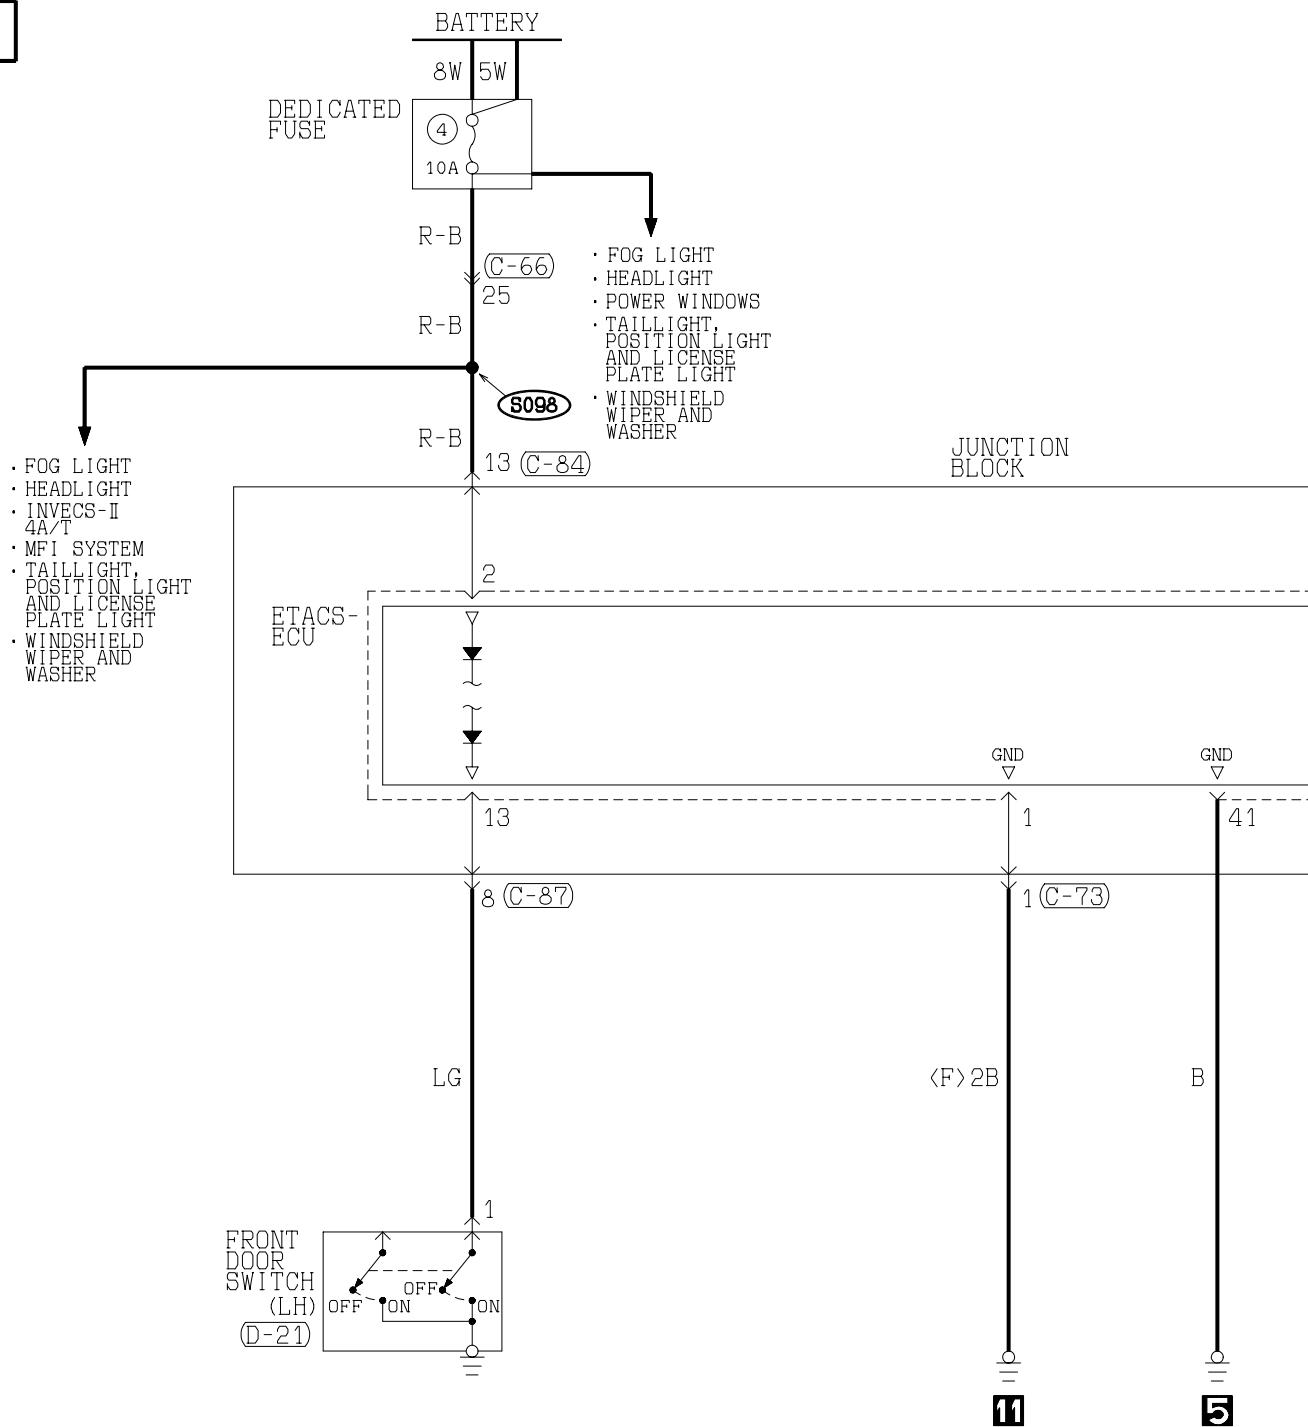 BATTERY
8W 5W
DEDICATED
FUSE
4
10A
R-B
C-66
25
R-B
· FOG LIGHT
· HEADLIGHT
· POWER WINDOWS
· TAILLIGHT,
POSITION LIGHT
AND LICENSE
PLATE LIGHT
· WINDSHIELD
WIPER AND
WASHER
S098
R-B
13 C-84
JUNCTION
BLOCK
· FOG LIGHT
· HEADLIGHT
· INVECS-Ⅱ
4A/T
· MFI SYSTEM
· TAILLIGHT,
POSITION LIGHT
AND LICENSE
PLATE LIGHT
· WINDSHIELD
WIPER AND
WASHER
2
ETACS-
ECU
GND
GND
13
1
41
8 C-87
1 C-73
LG
<F>2B
B
1
FRONT
DOOR
SWITCH
(LH)
D-21
OFF
ON
OFF
ON
11
5